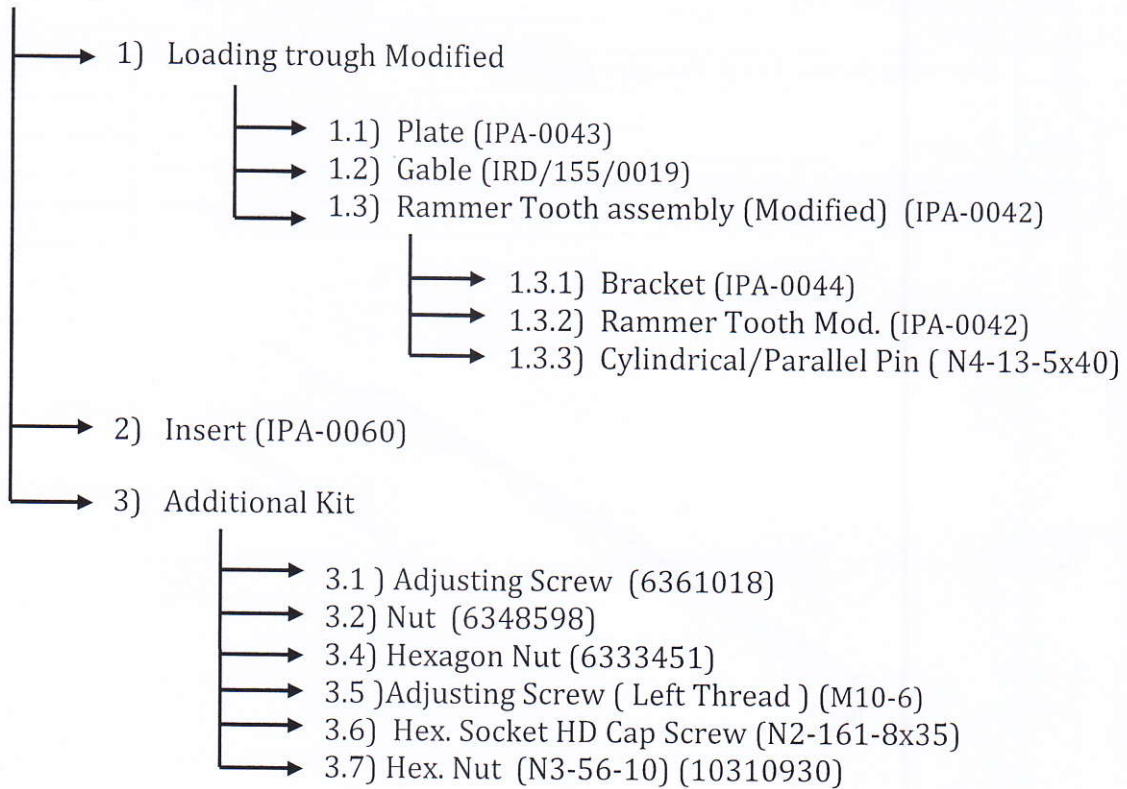 1) Loading trough Modified
1.1) Plate (IPA-0043)
1.2) Gable (IRD/155/0019)
1.3) Rammer Tooth assembly (Modified) (IPA-0042)
1.3.1) Bracket (IPA-0044)
1.3.2) Rammer Tooth Mod. (IPA-0042)
1.3.3) Cylindrical/Parallel Pin ( N4-13-5x40)
2) Insert (IPA-0060)
3) Additional Kit
3.1 ) Adjusting Screw (6361018)
3.2) Nut (6348598)
3.4) Hexagon Nut (6333451)
3.5 )Adjusting Screw ( Left Thread ) (M10-6)
3.6) Hex. Socket HD Cap Screw (N2-161-8x35)
3.7) Hex. Nut (N3-56-10) (10310930)